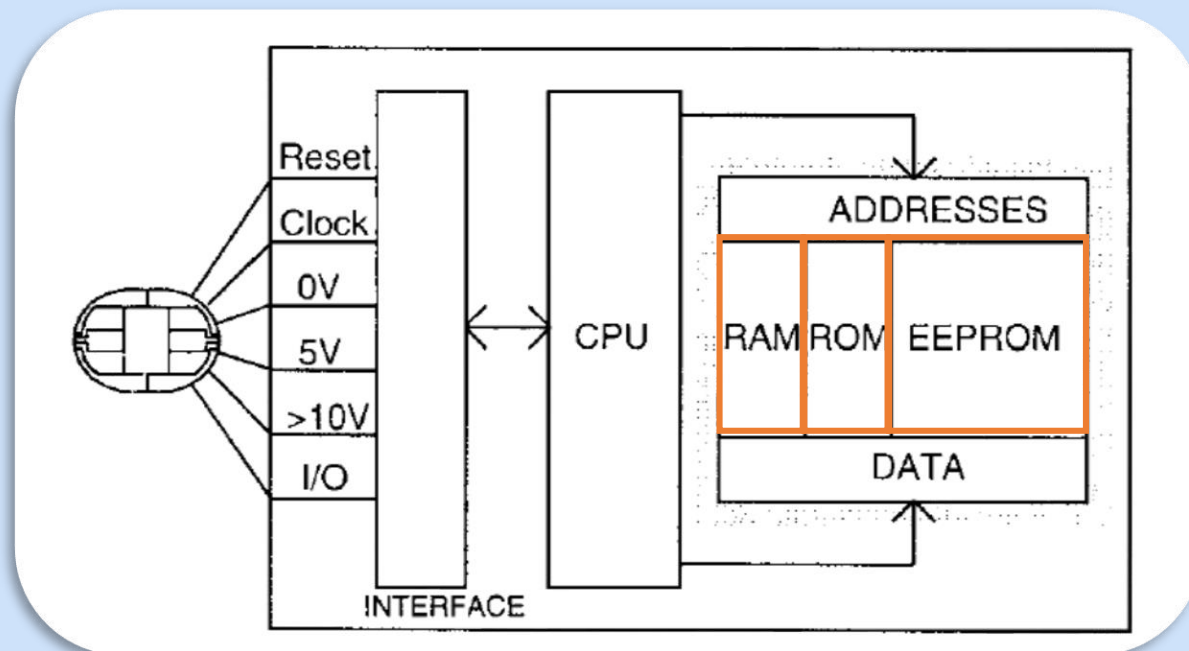 Reset
Clock
0V
5V
>10V
I/O
INTERFACE
CPU
ADDRESSES
RAM ROM EEPROM
DATA